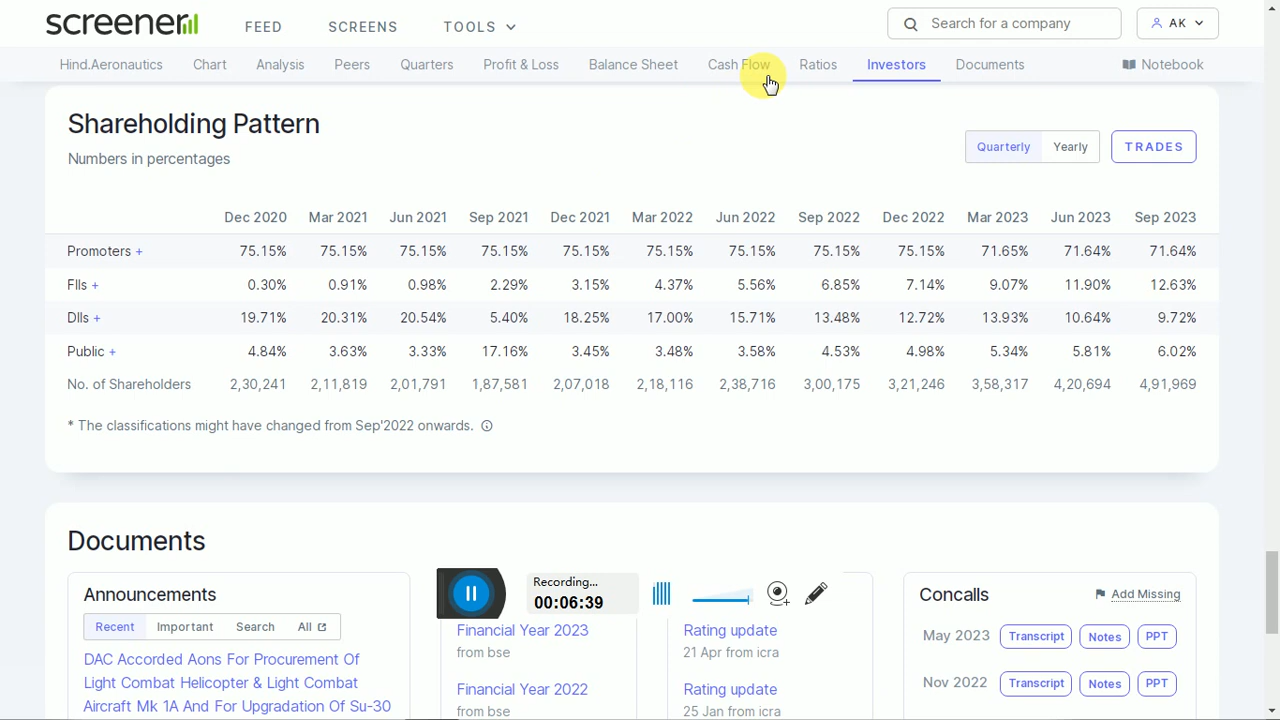 screener FEED SCREENS TOOLS Search for a company AK
Hind.Aeronautics Chart Analysis Peers Quarters Profit & Loss Balance Sheet Cash Flow Ratios Investors Documents Notebook
Shareholding Pattern
Numbers in percentages
Quarterly Yearly TRADES
Dec 2020 Mar 2021 Jun 2021 Sep 2021 Dec 2021 Mar 2022 Jun 2022 Sep 2022 Dec 2022 Mar 2023 Jun 2023 Sep 2023
Promoters + 75.15% 75.15% 75.15% 75.15% 75.15% 75.15% 75.15% 75.15% 75.15% 71.65% 71.64% 71.64%
FIIs + 0.30% 0.91% 0.98% 2.29% 3.15% 4.37% 5.56% 6.85% 7.14% 9.07% 11.90% 12.63%
DIIs + 19.71% 20.31% 20.54% 5.40% 18.25% 17.00% 15.71% 13.48% 12.72% 13.93% 10.64% 9.72%
Public + 4.84% 3.63% 3.33% 17.16% 3.45% 3.48% 3.58% 4.53% 4.98% 5.34% 5.81% 6.02%
No. of Shareholders 2,30,241 2,11,819 2,01,791 1,87,581 2,07,018 2,18,116 2,38,716 3,00,175 3,21,246 3,58,317 4,20,694 4,91,969
* The classifications might have changed from Sep'2022 onwards.
Documents
Announcements
Recent Important Search All
DAC Accorded Aons For Procurement Of
Light Combat Helicopter & Light Combat
Aircraft Mk 1A And For Upgradation Of Su-30
Recording...
00:06:39
Financial Year 2023
from bse
Financial Year 2022
from bse
Rating update
21 Apr from icra
Rating update
25 Jan from icra
Concalls Add Missing
May 2023 Transcript Notes PPT
Nov 2022 Transcript Notes PPT